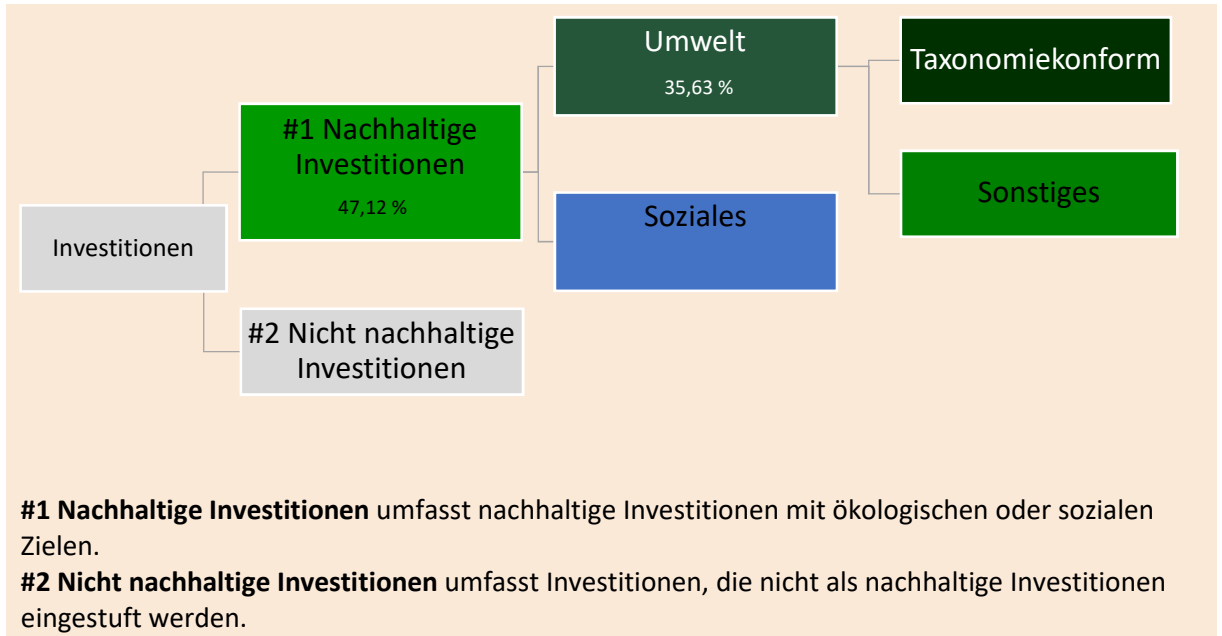 Umwelt
35,63 %
Taxonomiekonform
#1 Nachhaltige
Investitionen
47,12 %
Sonstiges
Soziales
Investitionen
#2 Nicht nachhaltige
Investitionen
#1 Nachhaltige Investitionen umfasst nachhaltige Investitionen mit ökologischen oder sozialen
Zielen.
#2 Nicht nachhaltige Investitionen umfasst Investitionen, die nicht als nachhaltige Investitionen
eingestuft werden.